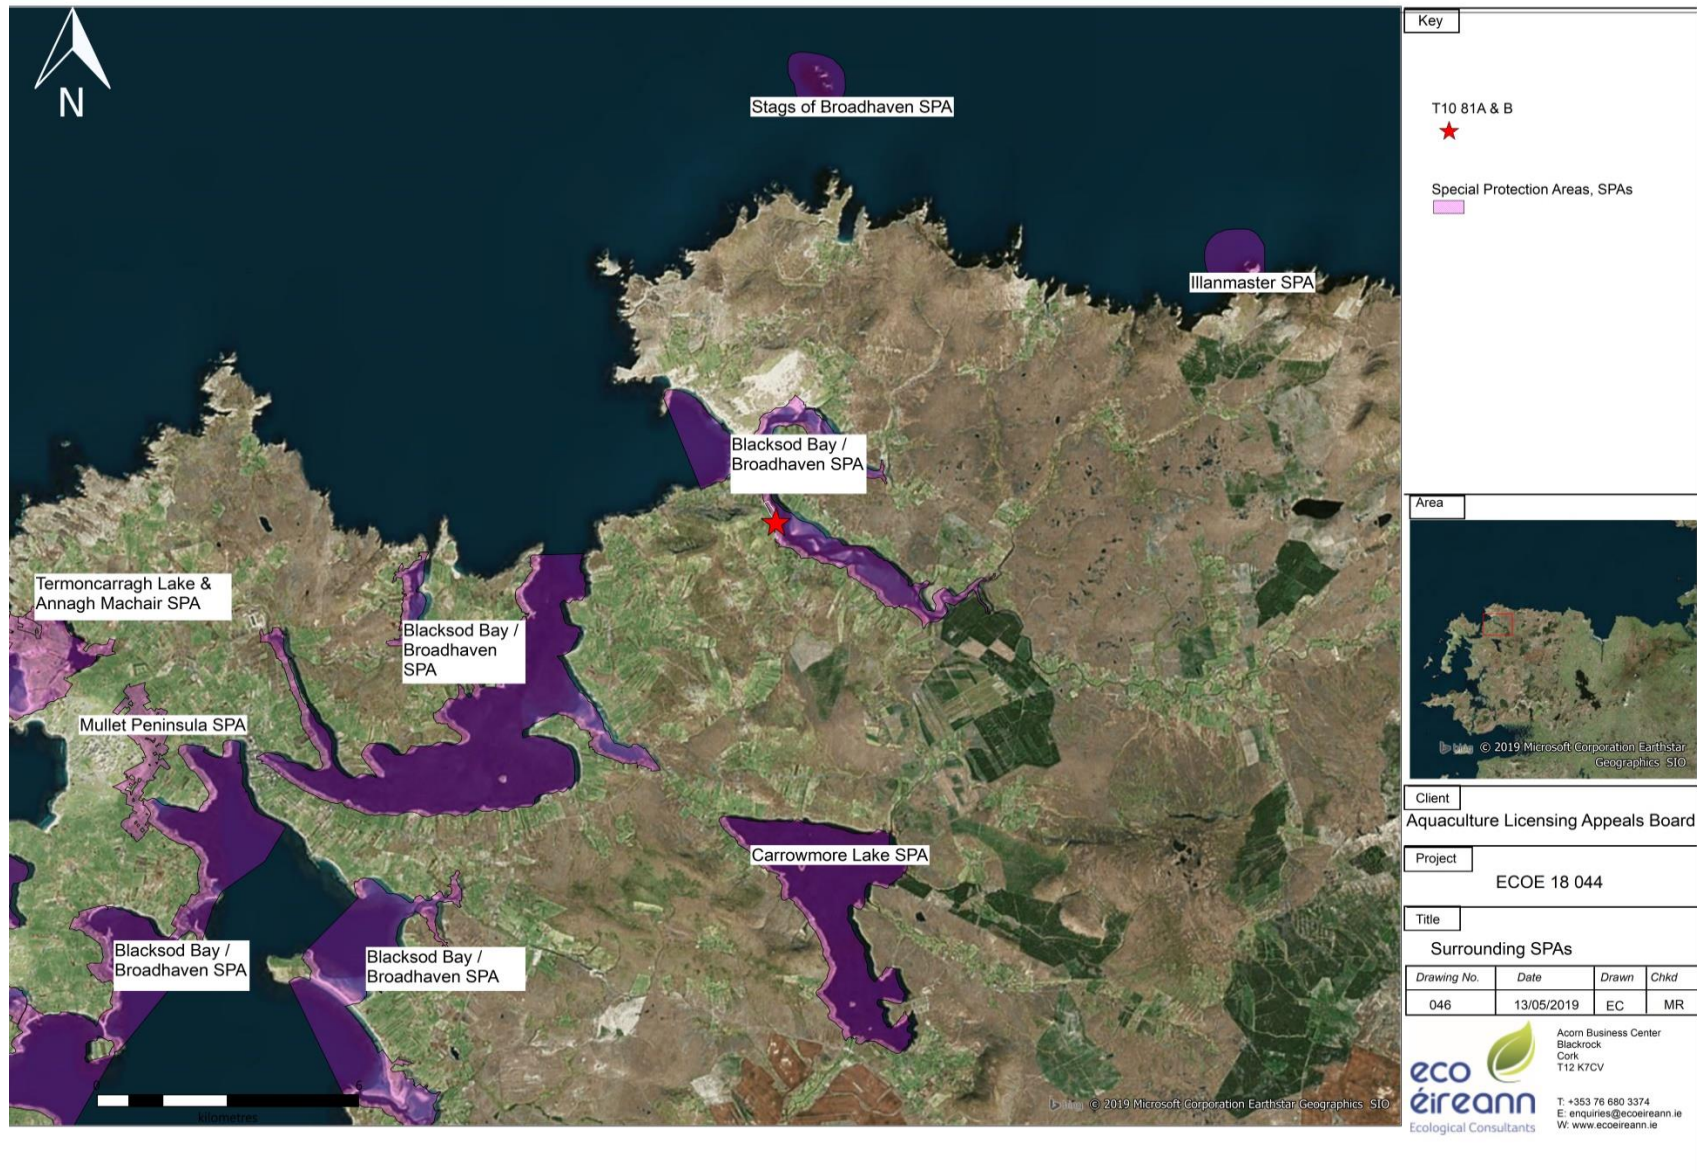 N
Stags of Broadhaven SPA
Illanmaster SPA
Blacksod Bay /
Broadhaven SPA
Termoncarragh Lake &
Annagh Machair SPA
Blacksod Bay /
Broadhaven
SPA
Mullet Peninsula SPA
Carrowmore Lake SPA
Blacksod Bay /
Broadhaven SPA
Blacksod Bay /
Broadhaven SPA
0 6
kilometres
© 2019 Microsoft Corporation Earthstar Geographics SIO
Key
T10 81A & B
Special Protection Areas, SPAs
Area
© 2019 Microsoft Corporation Earthstar
Geographics SIO
Client
Aquaculture Licensing Appeals Board
Project
ECOE 18 044
Title
Surrounding SPAs
Drawing No. Date Drawn Chkd
046 13/05/2019 EC MR
eco
éireann
Ecological Consultants
Acorn Business Center
Blackrock
Cork
T12 K7CV
T: +353 76 680 3374
E: enquiries@ecoeireann.ie
W: www.ecoeireann.ie